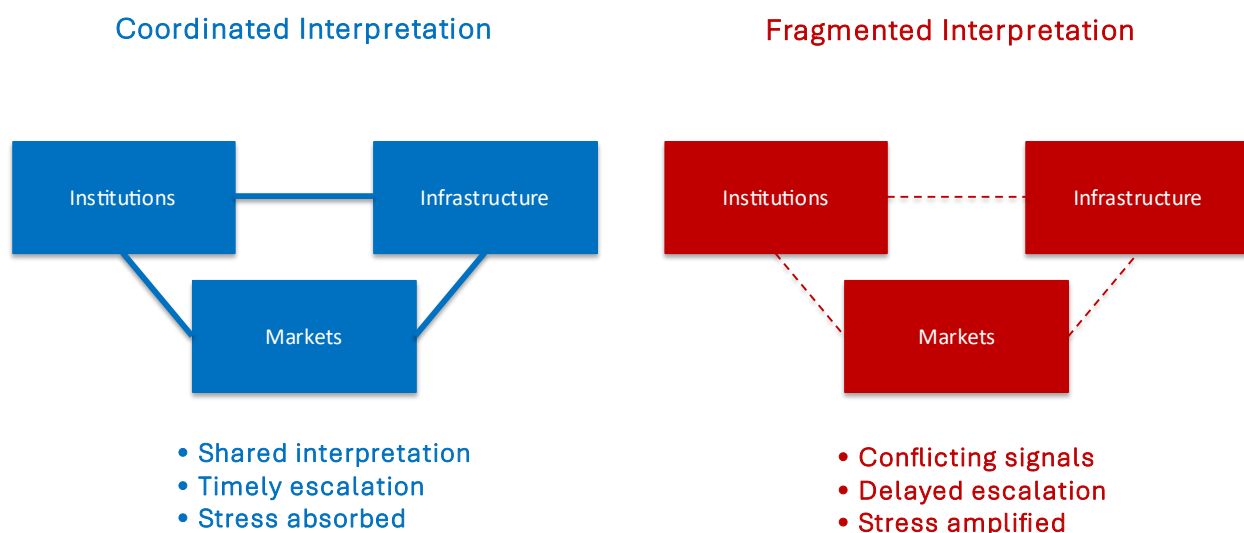 Coordinated Interpretation
Institutions
Infrastructure
Markets
• Shared interpretation
• Timely escalation
• Stress absorbed
Fragmented Interpretation
Institutions
Infrastructure
Markets
• Conflicting signals
• Delayed escalation
• Stress amplified